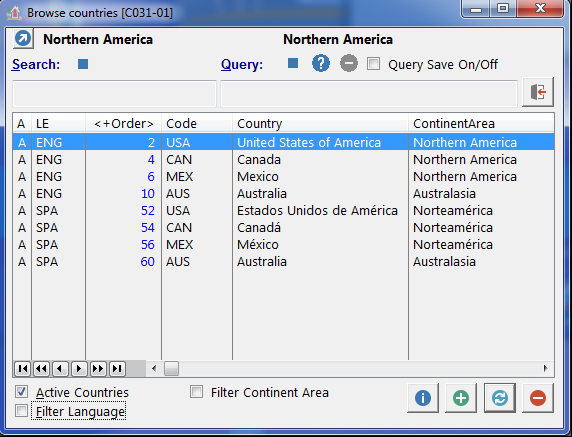 Browse countries [C031-01]
Northern America Northern America
Search: Query: ? Query Save On/Off
A LE <+Order> Code Country ContinentArea
A ENG 2 USA United States of America Northern America
A ENG 4 CAN Canada Northern America
A ENG 6 MEX Mexico Northern America
A ENG 10 AUS Australia Australasia
A SPA 52 USA Estados Unidos de América Norteamérica
A SPA 54 CAN Canadá Norteamérica
A SPA 56 MEX México Norteamérica
A SPA 60 AUS Australia Australasia
Active Countries Filter Continent Area
Filter Language